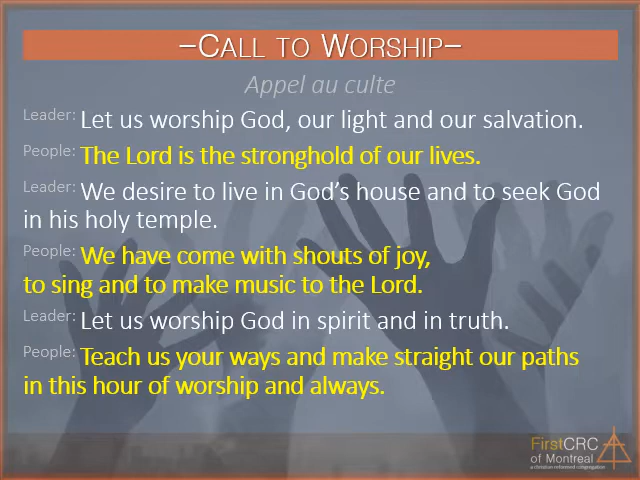 –CALL TO WORSHIP–
Appel au culte
Leader: Let us worship God, our light and our salvation.
People: The Lord is the stronghold of our lives.
Leader: We desire to live in God's house and to seek God
in his holy temple.
People: We have come with shouts of joy,
to sing and to make music to the Lord.
Leader: Let us worship God in spirit and in truth.
People: Teach us your ways and make straight our paths
in this hour of worship and always.
FirstCRC
of Montreal
a christian reformed congregation